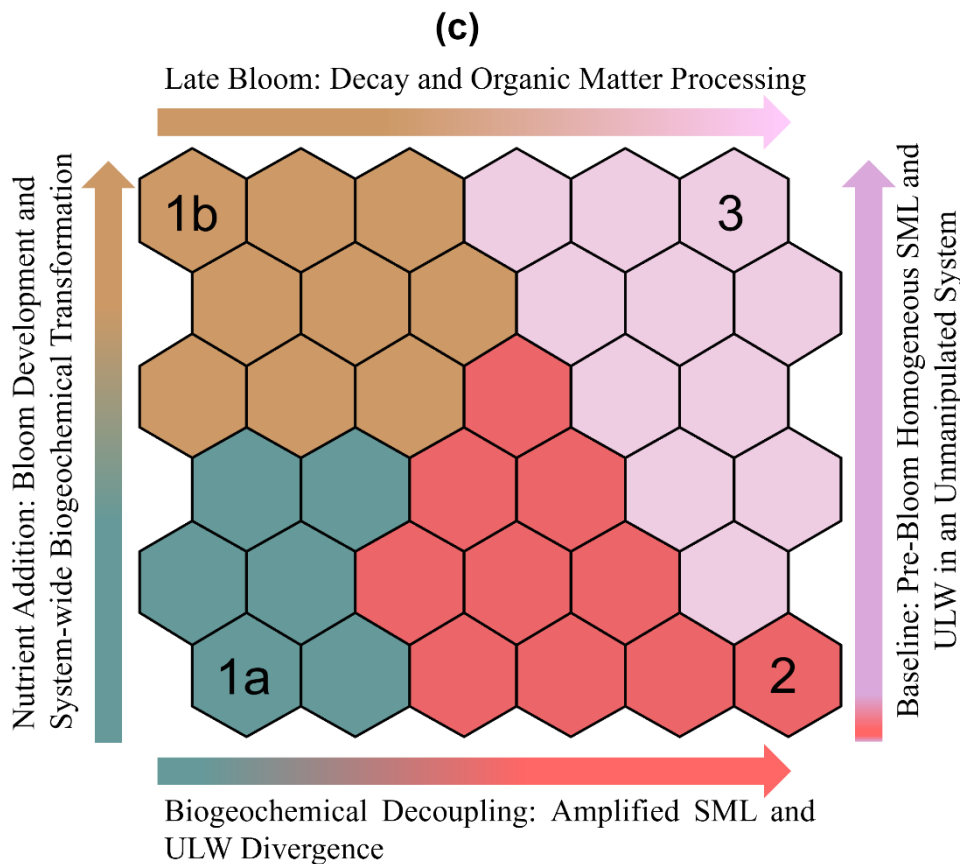 (c)
Late Bloom: Decay and Organic Matter Processing
Nutrient Addition: Bloom Development and
System-wide Biogeochemical Transformation
1b
3
1a
2
Baseline: Pre-Bloom Homogeneous SML and
ULW in an Unmanipulated System
Biogeochemical Decoupling: Amplified SML and
ULW Divergence